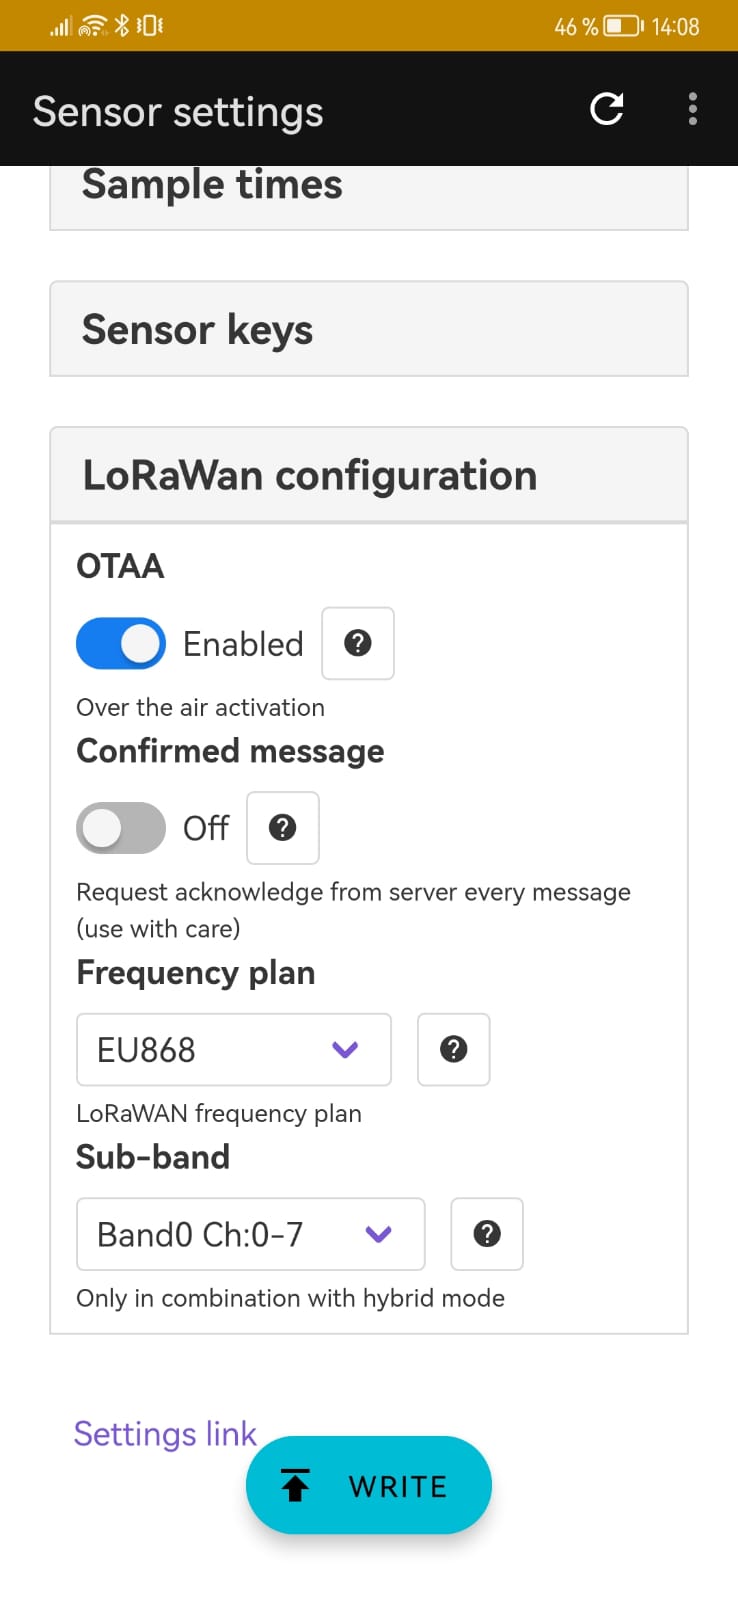 46 % 14:08
Sensor settings
Sample times
Sensor keys
LoRaWan configuration
OTAA
Enabled
Over the air activation
Confirmed message
Off
Request acknowledge from server every message
(use with care)
Frequency plan
EU868
LoRaWAN frequency plan
Sub-band
Band0 Ch:0-7
Only in combination with hybrid mode
Settings link
WRITE